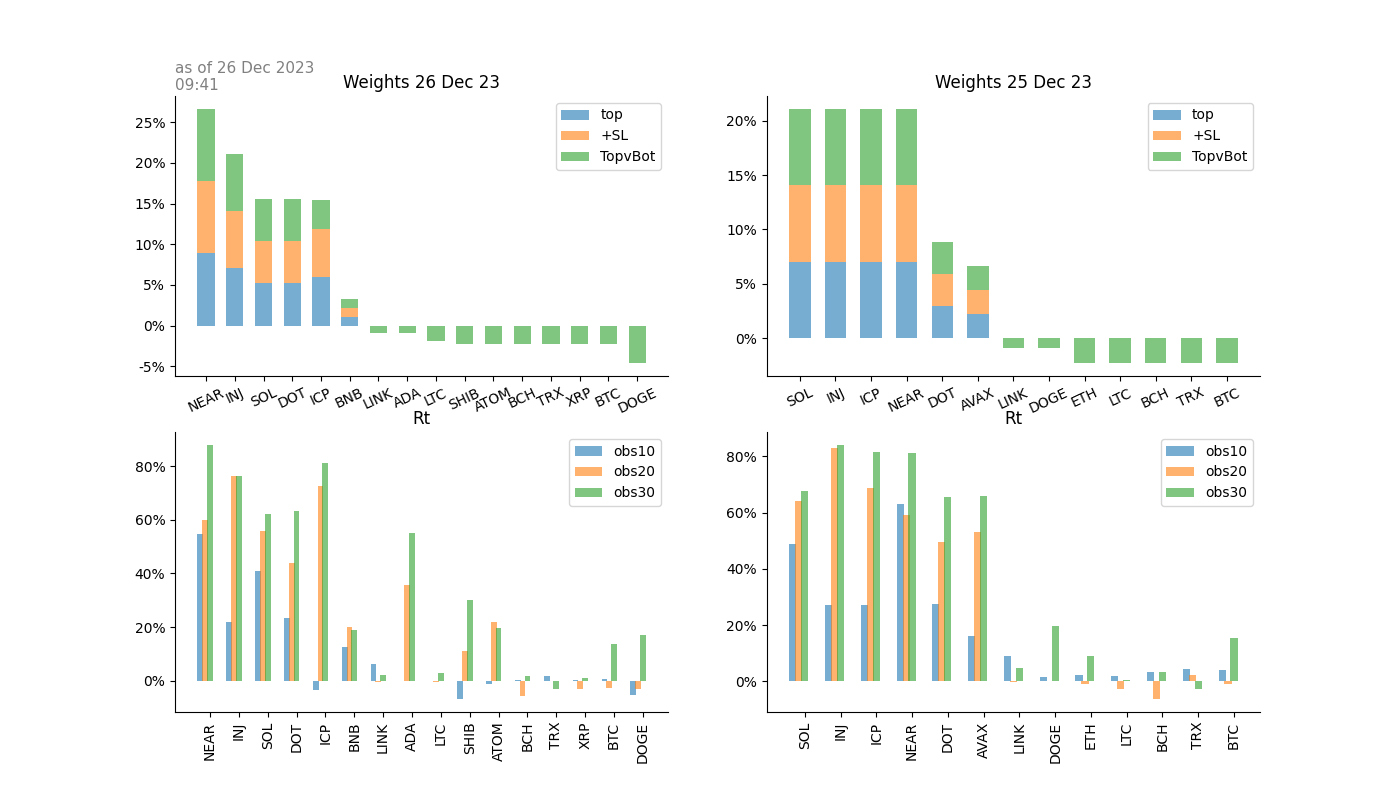 as of 26 Dec 2023
09:41
Weights 26 Dec 23
25%
20%
15%
10%
5%
0%
-5%
top
+SL
TopvBot
NEAR INJ SOL DOT ICP BNB LINK ADA LTC SHIB ATOM BCH TRX XRP BTC DOGE
Weights 25 Dec 23
20%
15%
10%
5%
0%
top
+SL
TopvBot
SOL INJ ICP NEAR DOT AVAX LINK DOGE ETH LTC BCH TRX BTC
Rt
80%
60%
40%
20%
0%
obs10
obs20
obs30
NEAR INJ SOL DOT ICP BNB LINK ADA LTC SHIB ATOM BCH TRX XRP BTC DOGE
Rt
80%
60%
40%
20%
0%
obs10
obs20
obs30
SOL INJ ICP NEAR DOT AVAX LINK DOGE ETH LTC BCH TRX BTC